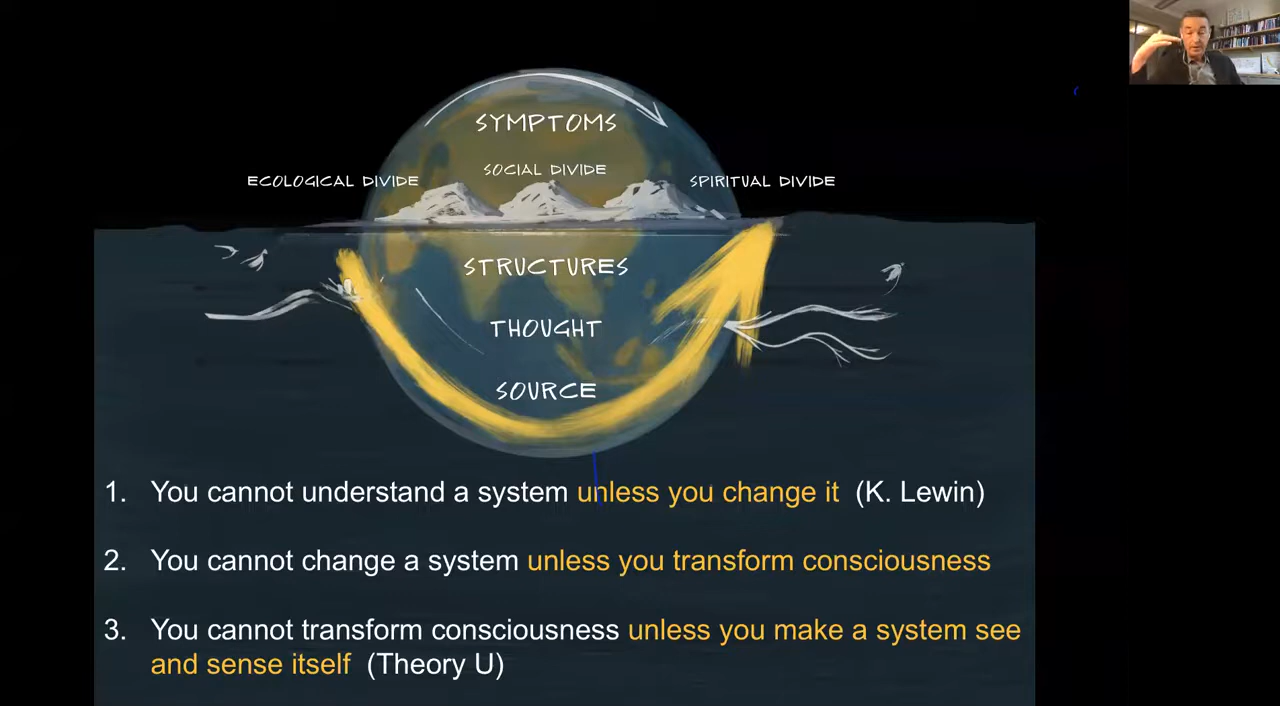 SYMPTOMS
SOCIAL DIVIDE
ECOLOGICAL DIVIDE
SPIRITUAL DIVIDE
STRUCTURES
THOUGHT
SOURCE
1. You cannot understand a system unless you change it (K. Lewin)
2. You cannot change a system unless you transform consciousness
3. You cannot transform consciousness unless you make a system see
and sense itself (Theory U)